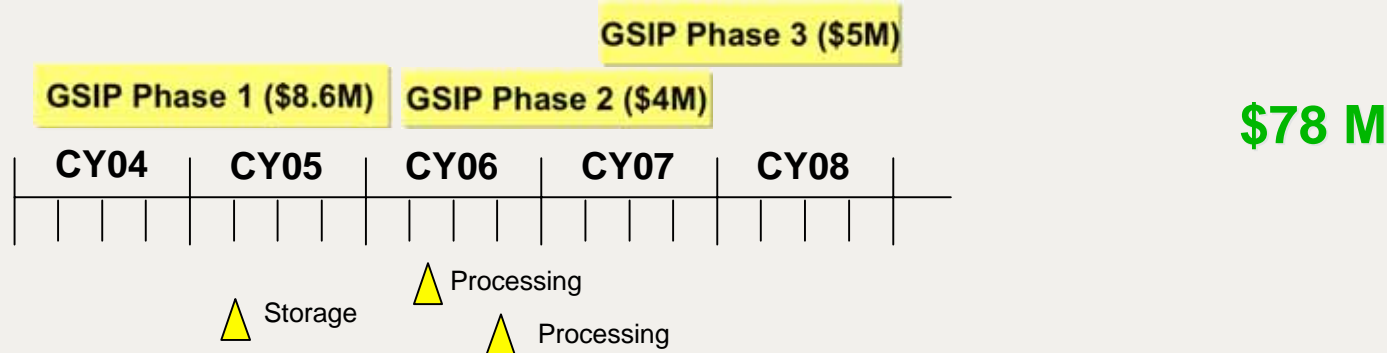 GSIP Phase 3 ($5M)
GSIP Phase 1 ($8.6M)
GSIP Phase 2 ($4M)
$78 M
CY04
CY05
CY06
CY07
CY08
Processing
Storage
Processing